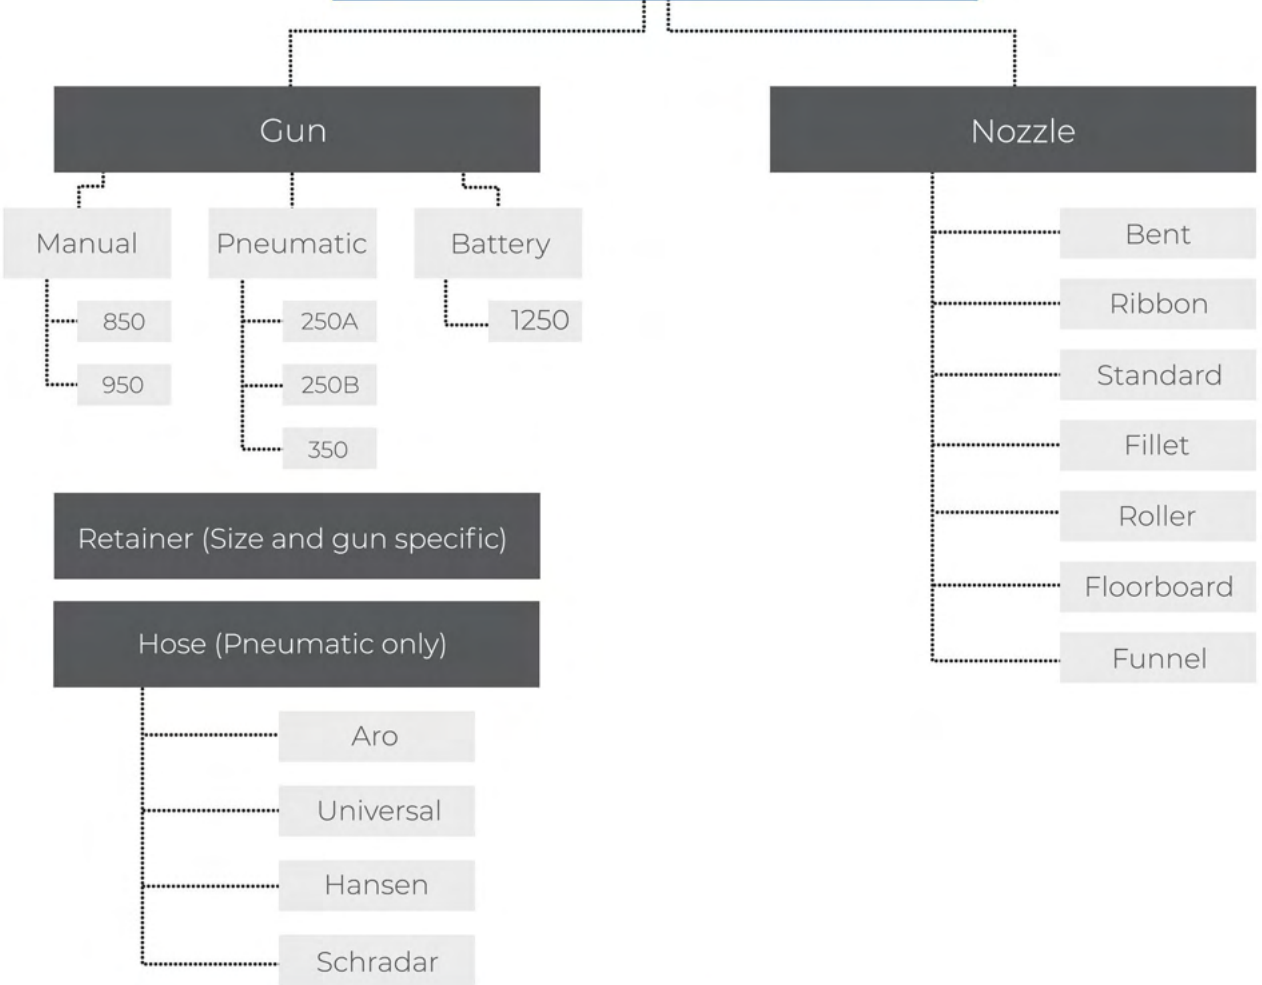 Gun
Nozzle
Manual
Pneumatic
Battery
850
950
250A
250B
350
1250
Bent
Ribbon
Standard
Fillet
Roller
Floorboard
Funnel
Retainer (Size and gun specific)
Hose (Pneumatic only)
Aro
Universal
Hansen
Schradar